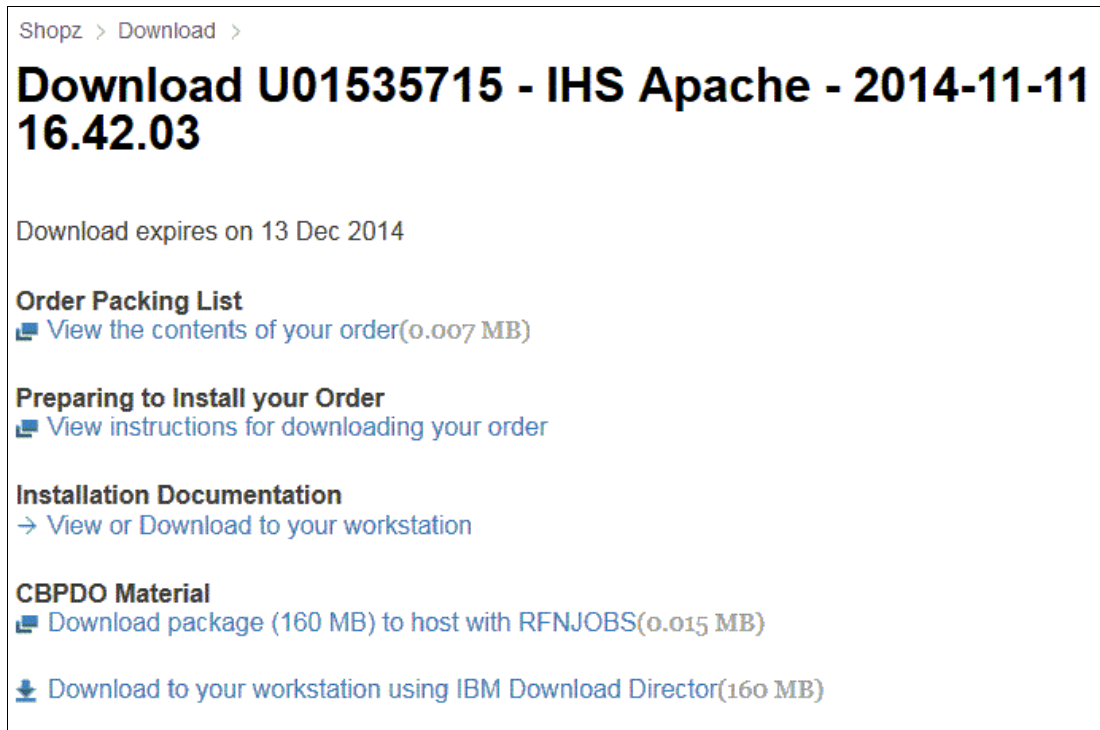 Shopz > Download >
Download U01535715 - IHS Apache - 2014-11-11
16.42.03
Download expires on 13 Dec 2014
Order Packing List
View the contents of your order(0.007 MB)
Preparing to Install your Order
View instructions for downloading your order
Installation Documentation
→ View or Download to your workstation
CBPDO Material
Download package (160 MB) to host with RFNJOBS(0.015 MB)
Download to your workstation using IBM Download Director(160 MB)